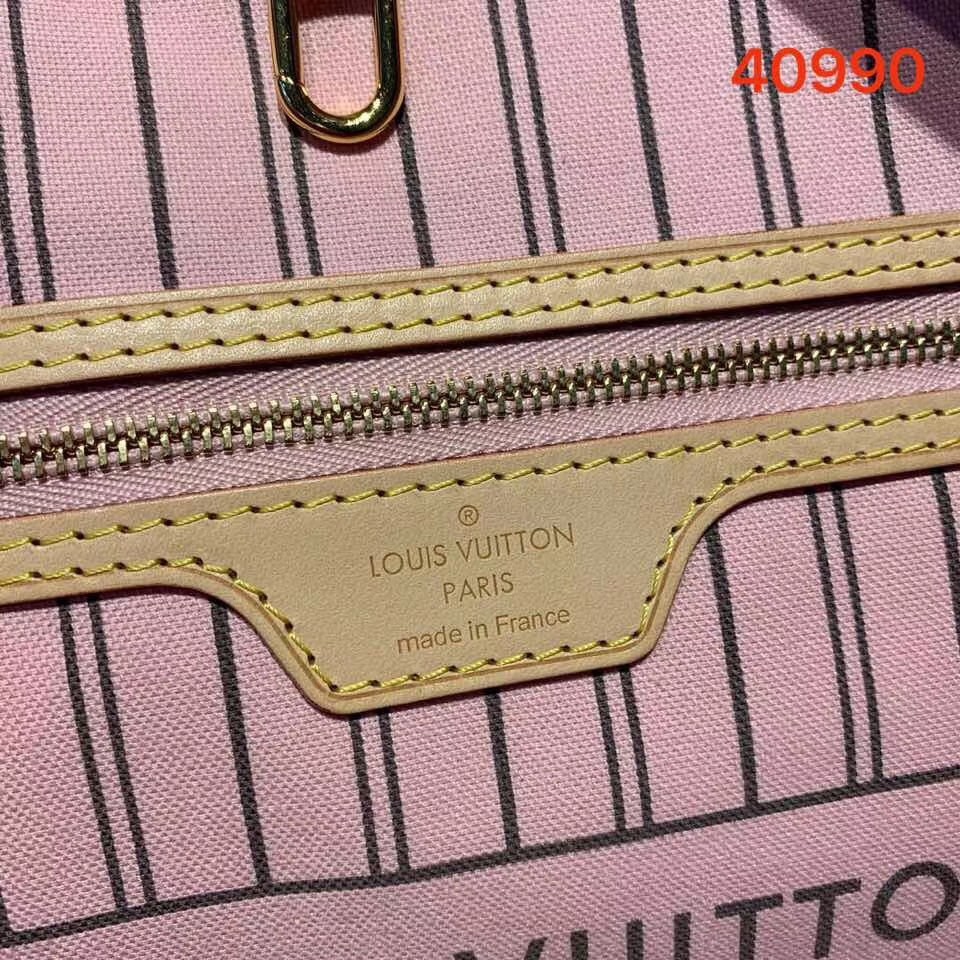 40990
®
LOUIS VUITTON
PARIS
made in France
VUITTO